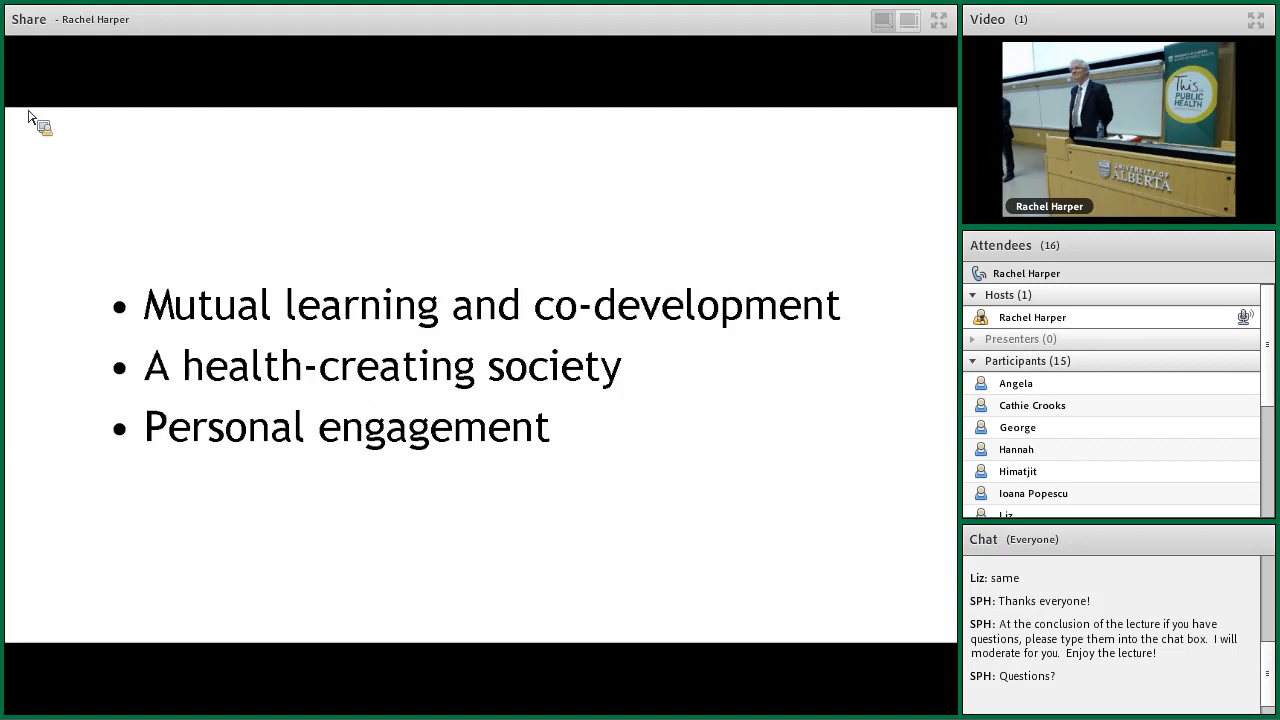 Share - Rachel Harper
• Mutual learning and co-development
• A health-creating society
• Personal engagement
Video (1)
This
is
PUBLIC
HEALTH
UNIVERSITY OF
ALBERTA
Rachel Harper
Attendees (16)
Rachel Harper
Hosts (1)
Rachel Harper
Presenters (0)
Participants (15)
Angela
Cathie Crooks
George
Hannah
Himatjit
Ioana Popescu
Liz
Chat (Everyone)
Liz: same
SPH: Thanks everyone!
SPH: At the conclusion of the lecture if you have
questions, please type them into the chat box. I will
moderate for you. Enjoy the lecture!
SPH: Questions?